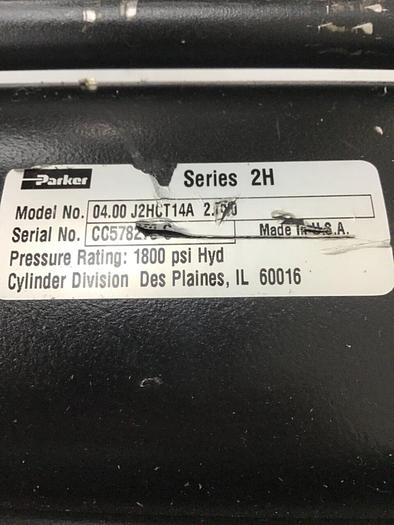 Parker Series 2H
Model No. 04.00 J2HCT14A
Serial No. Made in U.S.A.
Pressure Rating: 1800 psi Hyd
Cylinder Division Des Plaines, IL 60016